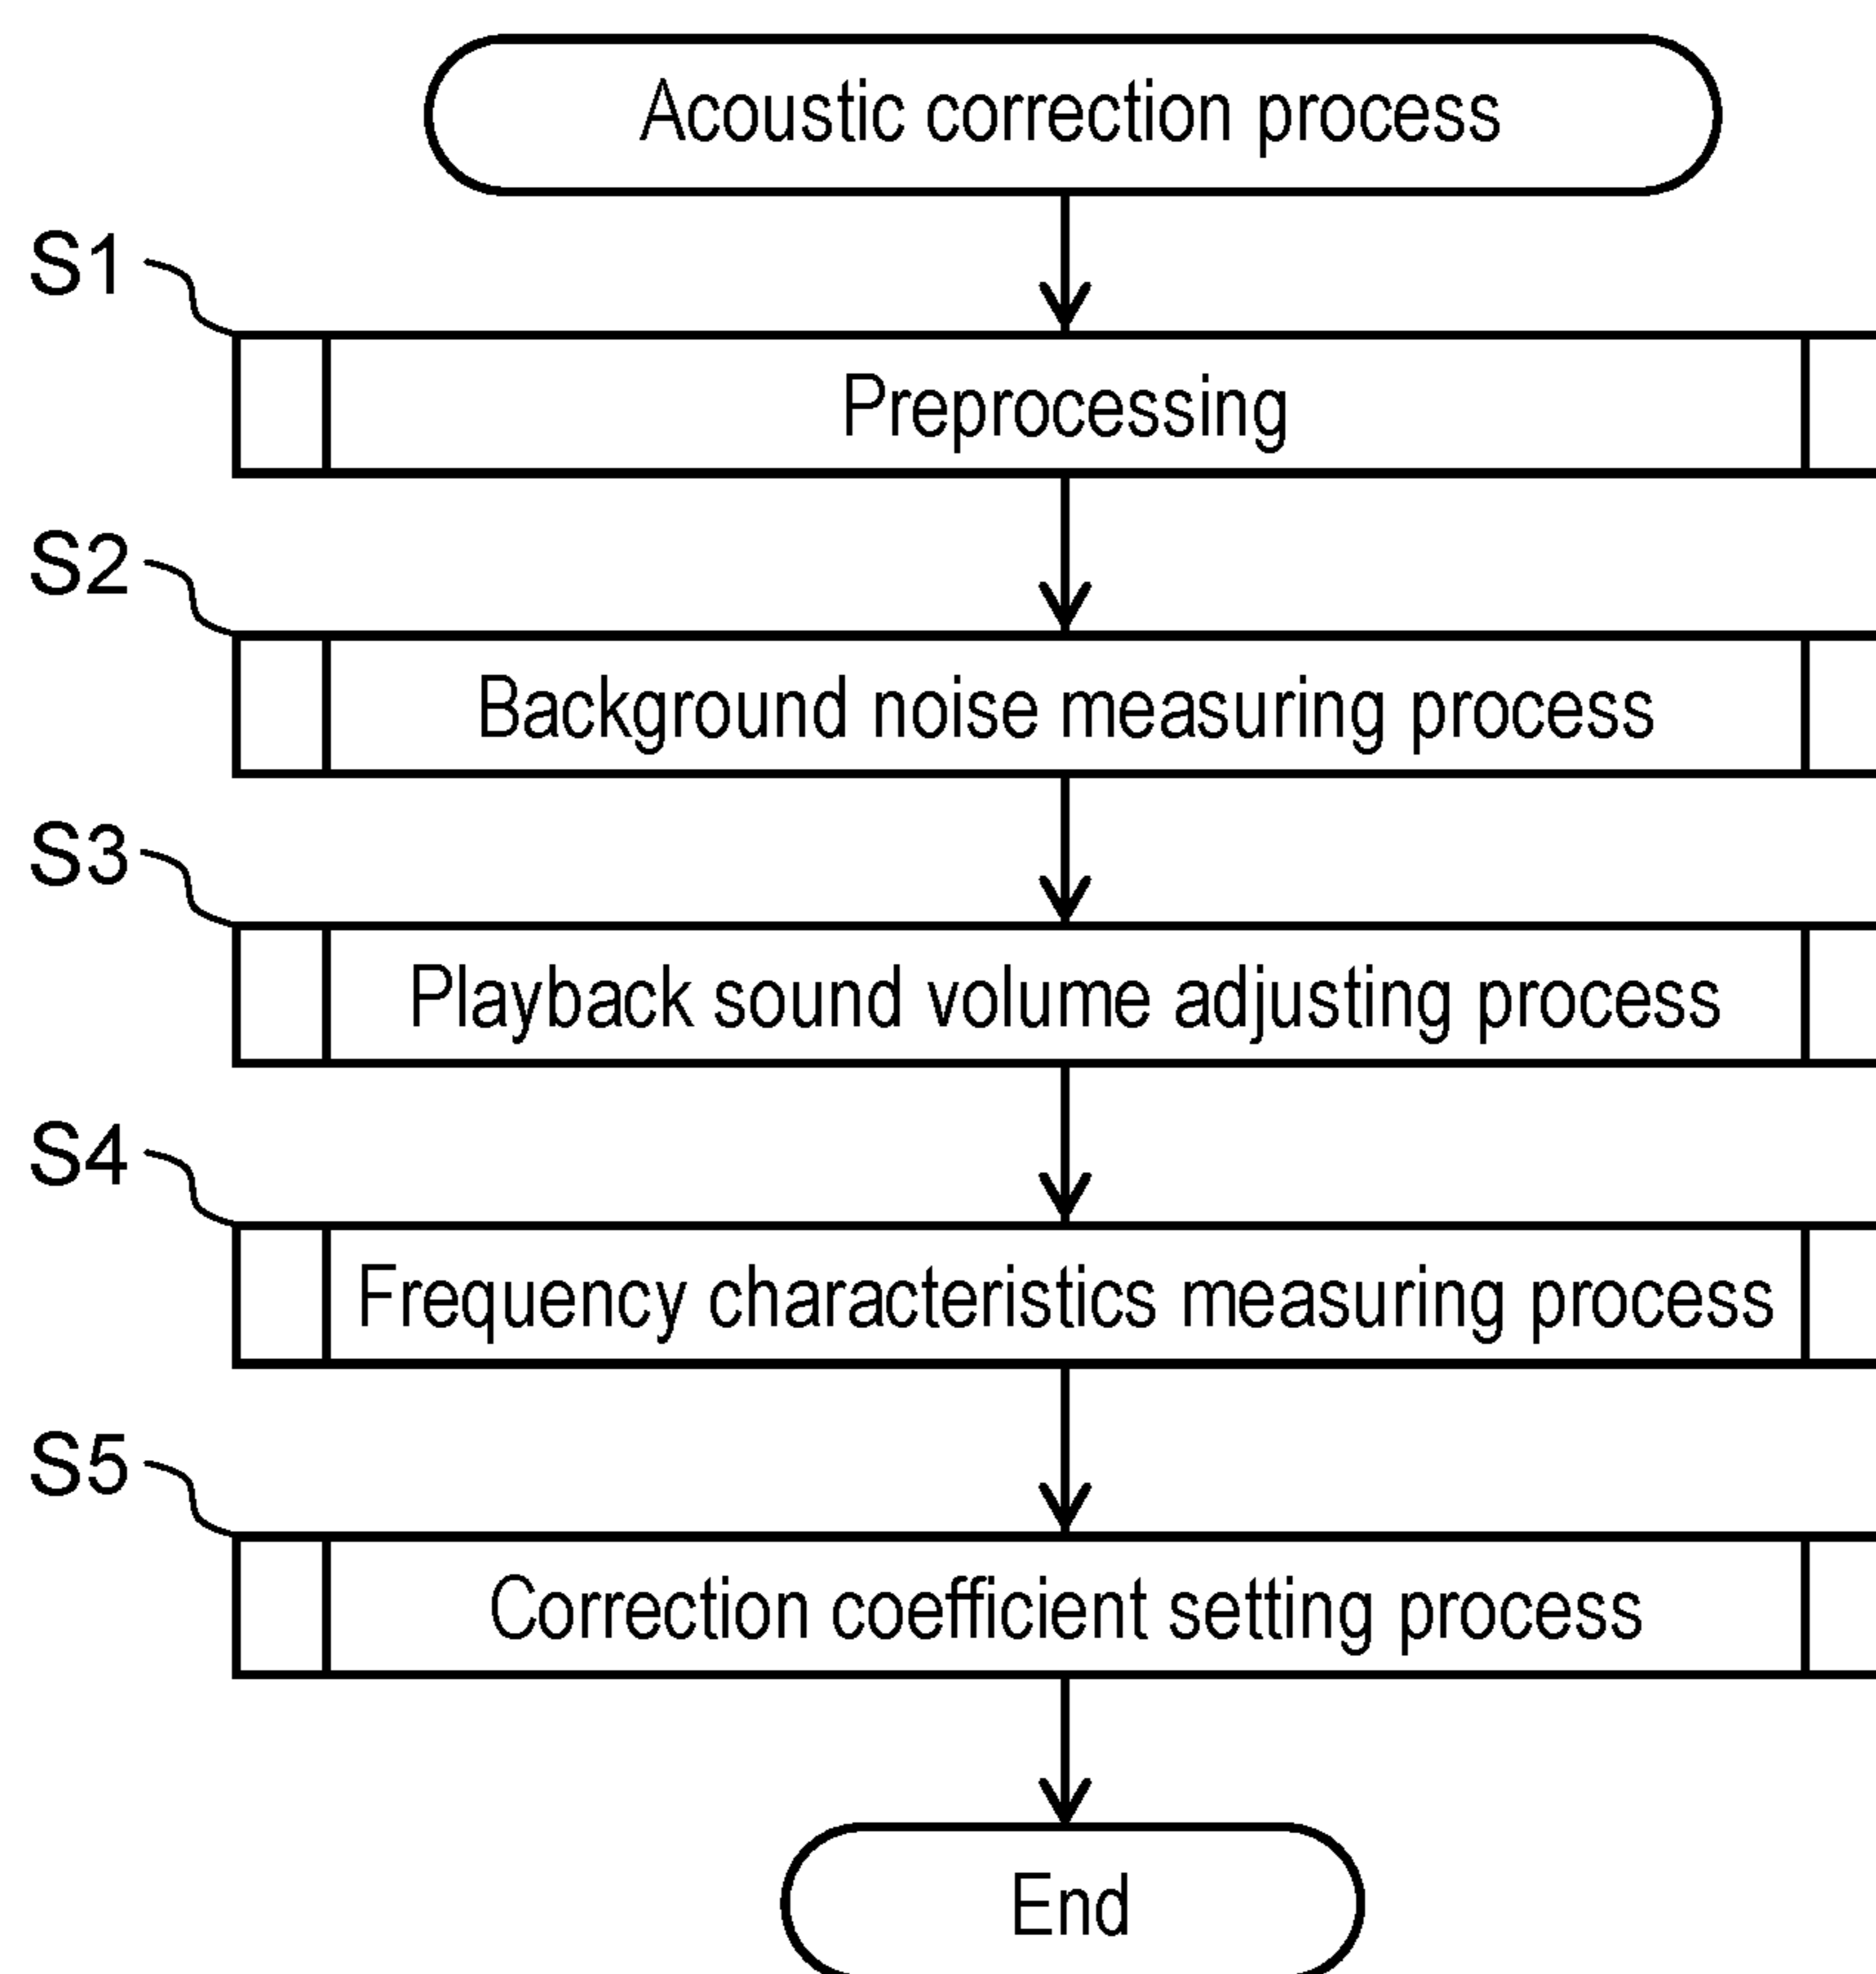 Acoustic correction process
S1
Preprocessing
S2
Background noise measuring process
S3
Playback sound volume adjusting process
S4
Frequency characteristics measuring process
S5
Correction coefficient setting process
End